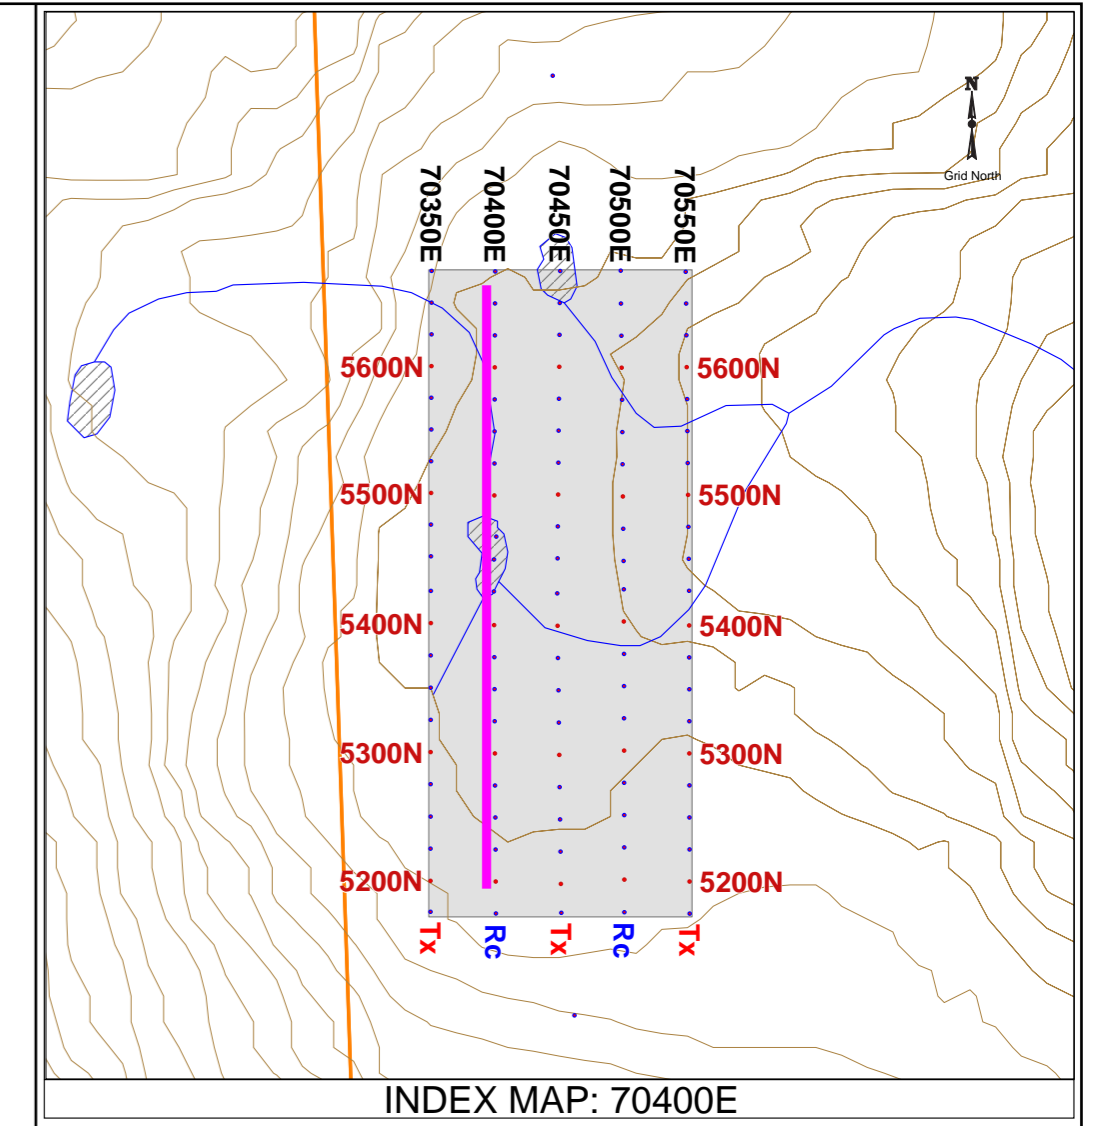 N
Grid North
70350E
70400E
70450E
70500E
70550E
5600N
5600N
5500N
5500N
5400N
5400N
5300N
5300N
5200N
5200N
Tx
Rc
Tx
Rc
Tx
INDEX MAP: 70400E